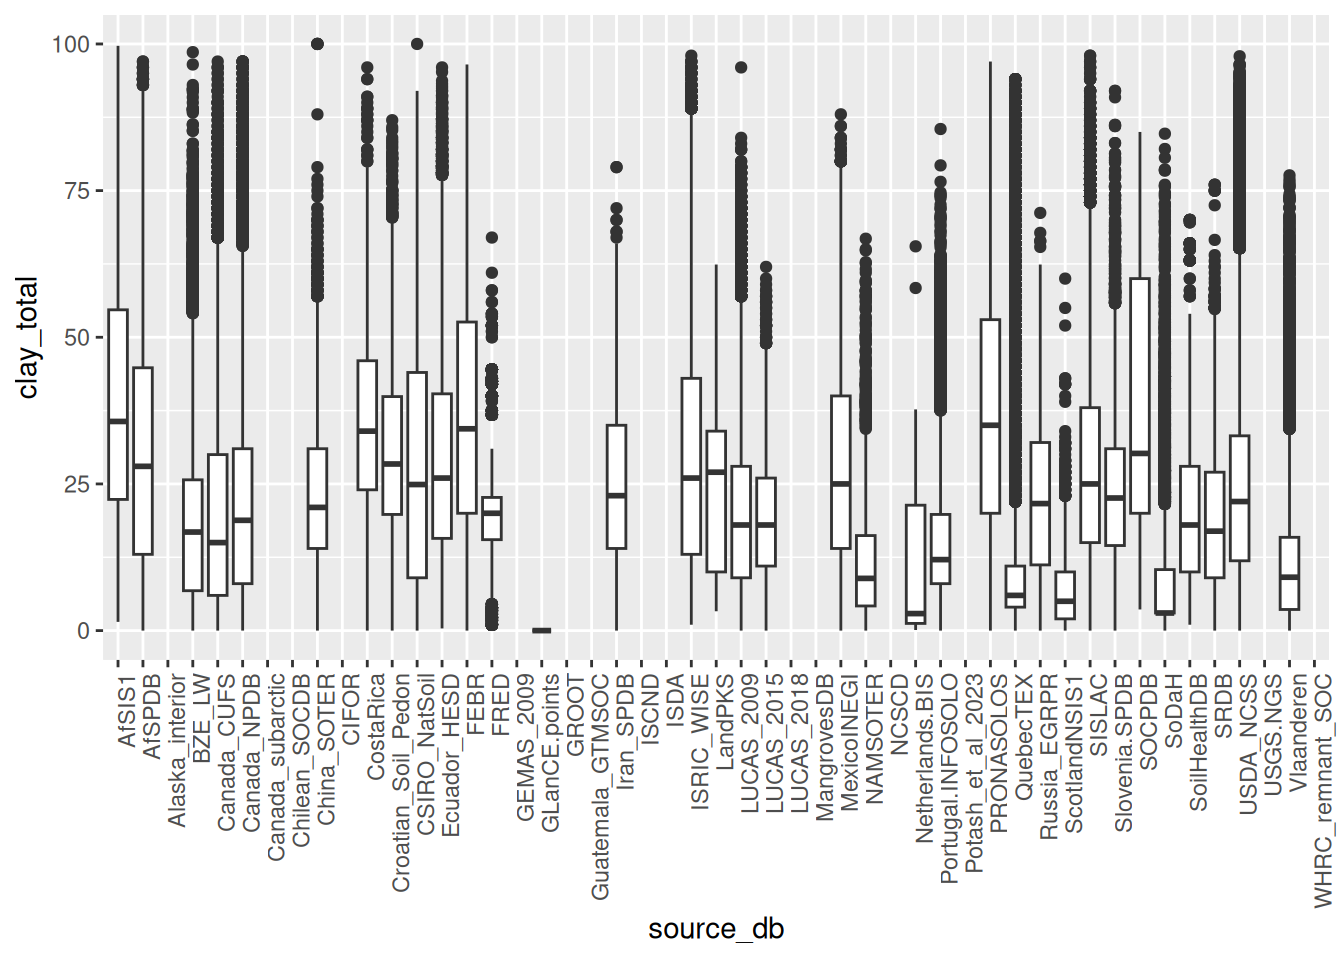 100
75
50
25
0
clay_total
AfSIS1
AfSPDB
Alaska_interior
BZE_LW
Canada_CUFS
Canada_NPDB
Canada_subarctic
Chilean_SOCDB
China_SOTER
CIFOR
CostaRica
Croatian_Soil_Pedon
CSIRO_NatSoil
Ecuador_HESD
FEBR
FRED
GEMAS_2009
GLanCE.points
GROOT
Guatemala_GTMSOC
Iran_SPDB
ISCND
ISDA
ISRIC_WISE
LandPKS
LUCAS_2009
LUCAS_2015
LUCAS_2018
MangrovesDB
MexicoINEGI
NAMSOTER
NCSCD
Netherlands.BIS
Portugal.INFOSOLO
Potash_et_al_2023
PRONASOLOS
QuebecTEX
Russia_EGRPR
ScotlandNSIS1
SISLAC
Slovenia.SPDB
SOCPDB
SoDaH
SoilHealthDB
SRDB
USDA_NCSS
USGS.NGS
Vlaanderen
WHRC_remnant_SOC
source_db